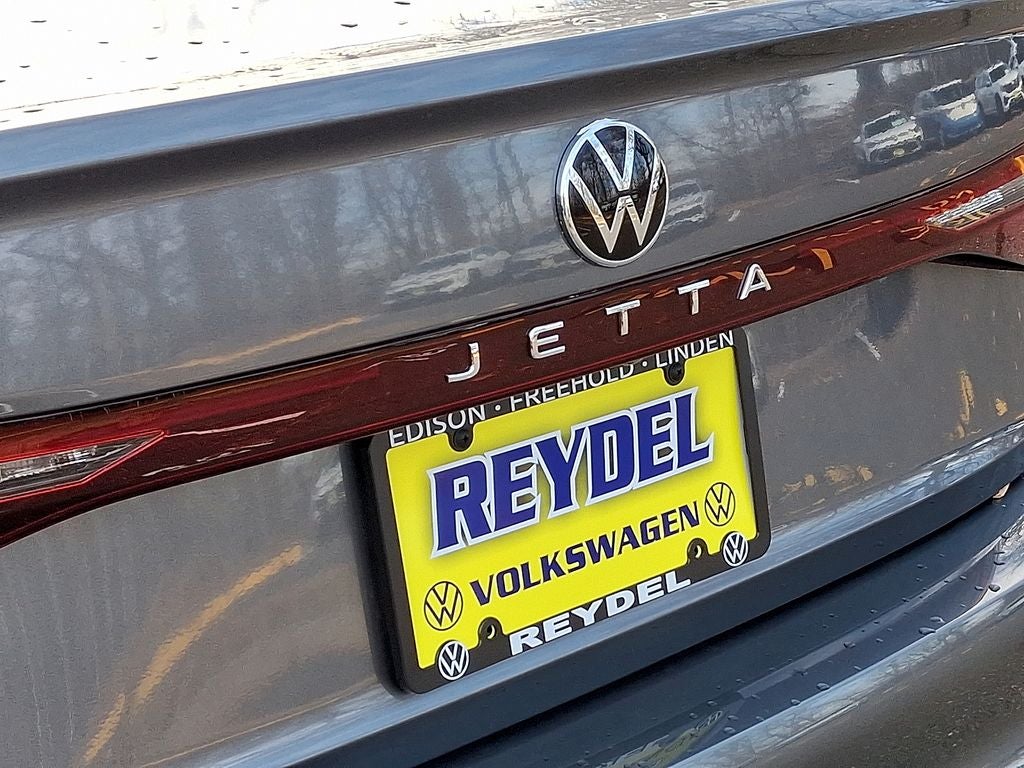 JETTA
EDISON · FREEHOLD · LINDEN
REYDEL
VOLKSWAGEN
REYDEL